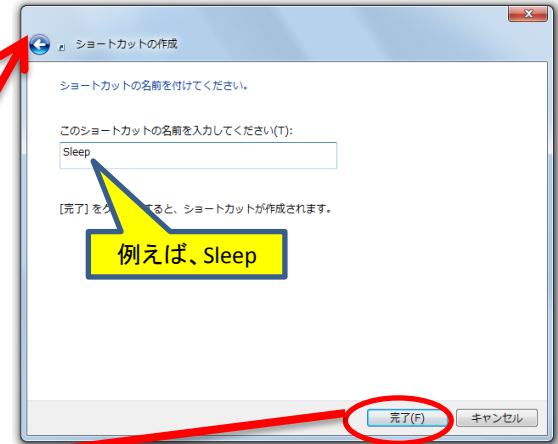 ショートカットの作成
ショートカットの名前を付けてください。
このショートカットの名前を入力してください(T):
Sleep
[完了] をク すると、ショートカットが作成されます。
例えば、Sleep
完了(F)
キャンセル